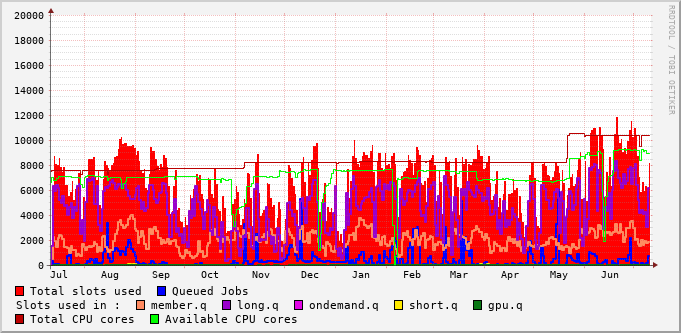 20000
18000
16000
14000
12000
10000
8000
6000
4000
2000
0
Jul Aug Sep Oct Nov Dec Jan Feb Mar Apr May Jun
RRDTOOL / TOBI OETIKER
Total slots used Queued Jobs
Slots used in : member.q long.q ondemand.q short.q gpu.q
Total CPU cores Available CPU cores